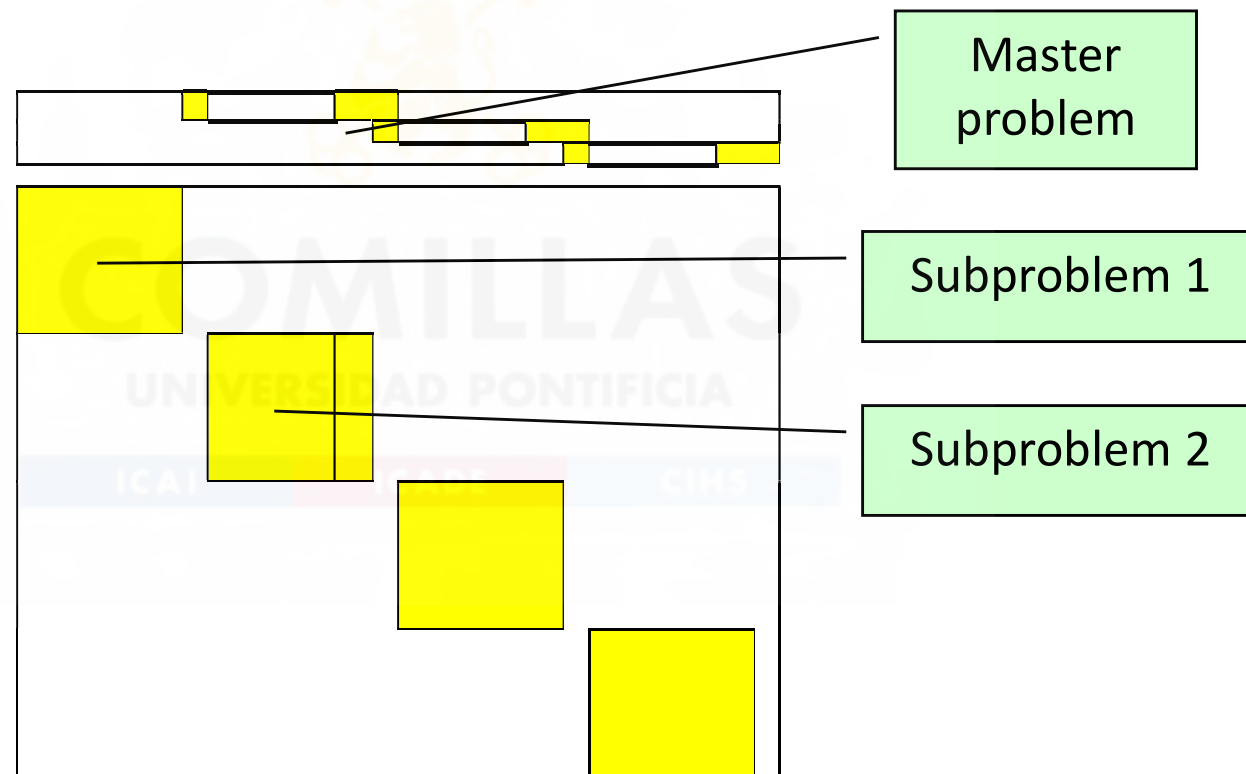 Master
problem
Subproblem 1
COMILLAS
UNIVERSIDAD PONTIFICIA
Subproblem 2
ICAI ICADE CIHS